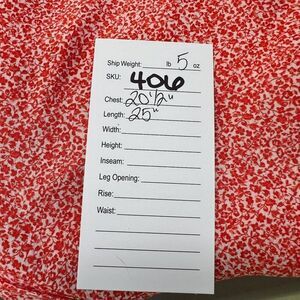 Ship Weight: lb 5 oz
SKU: 406
Chest: 20 1/2"
Length: 25"
Width:
Height:
Inseam:
Leg Opening:
Rise:
Waist: